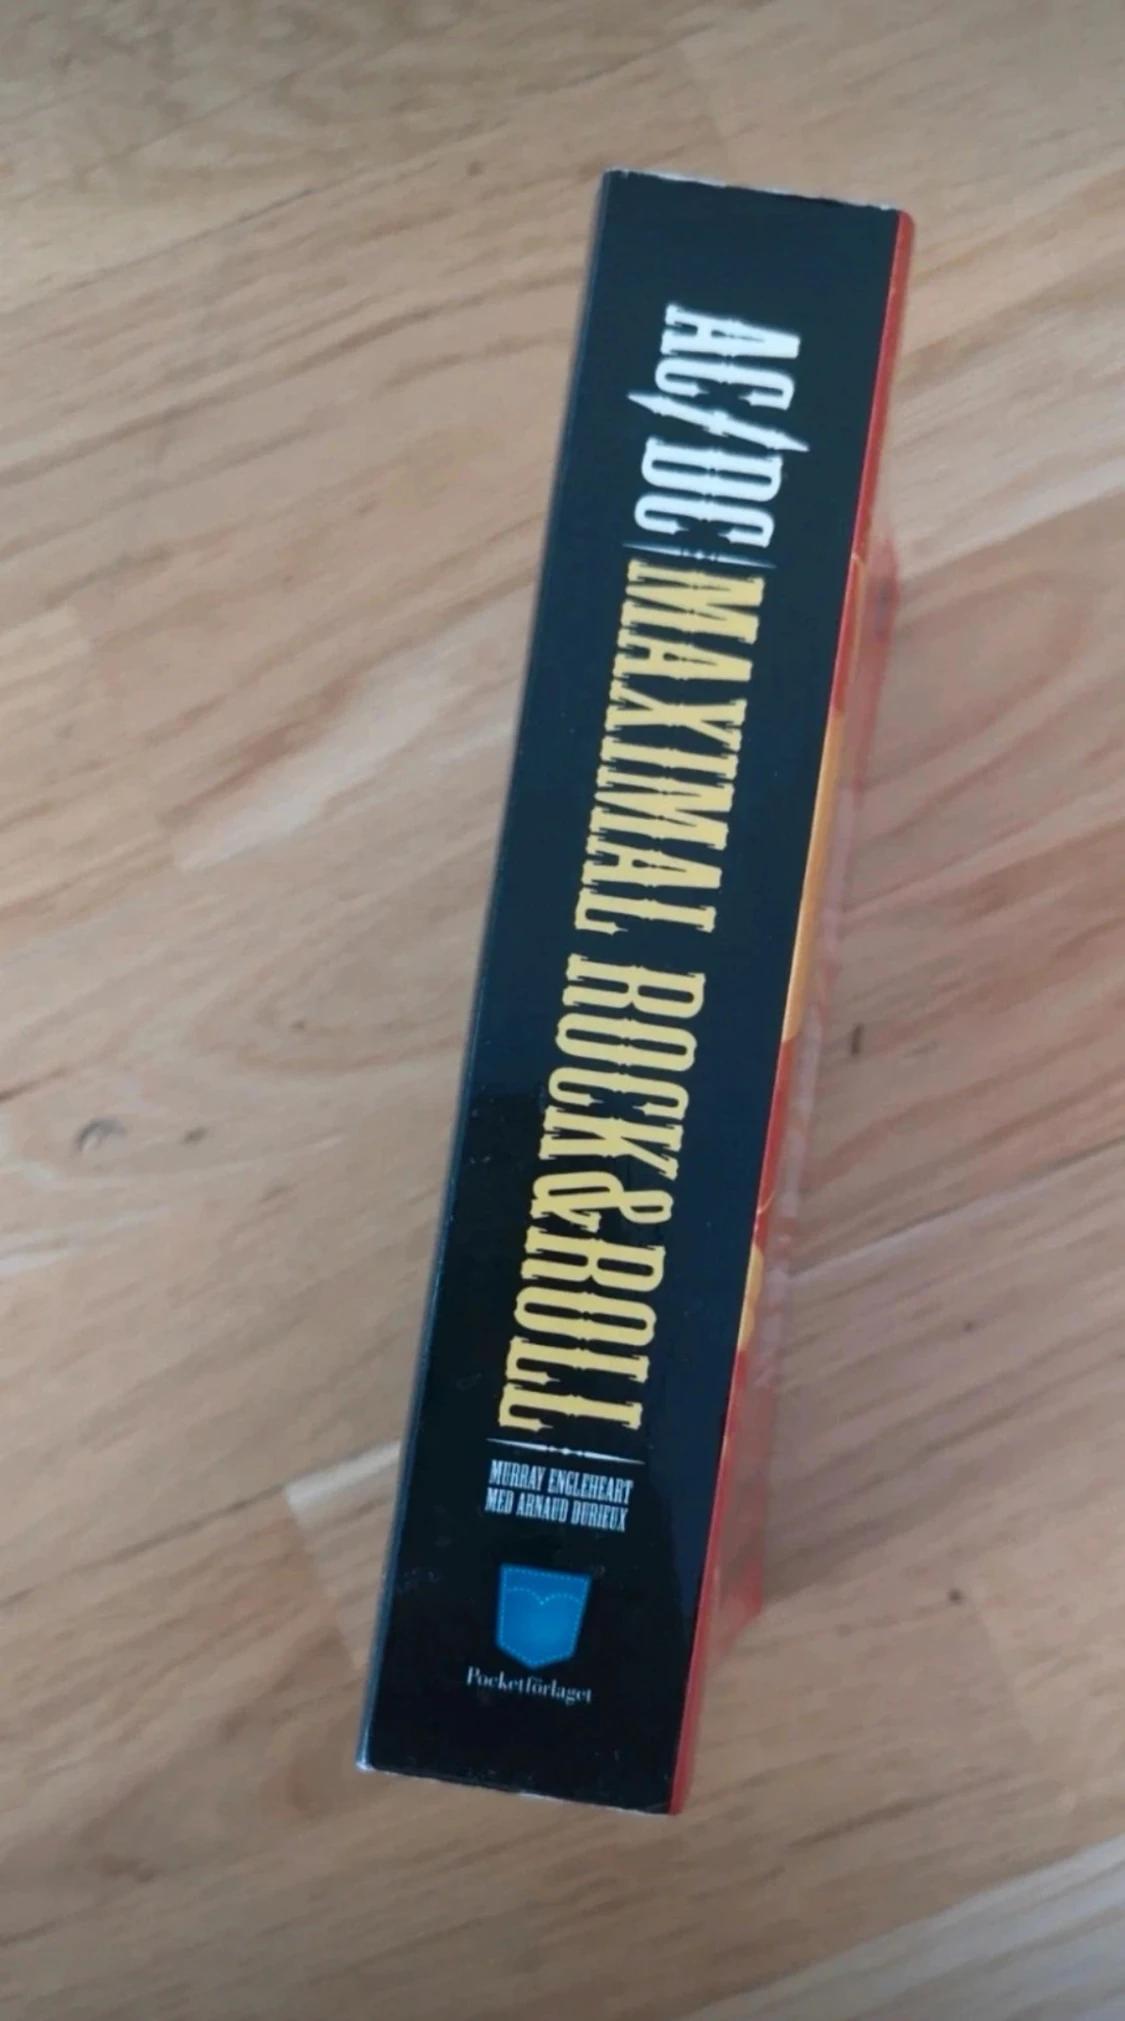 AC/DC MAXIMAL ROCK & ROLL
MURRAY ENGLEHEART
MED ARNAUD DURIEUX
Pocketförlaget